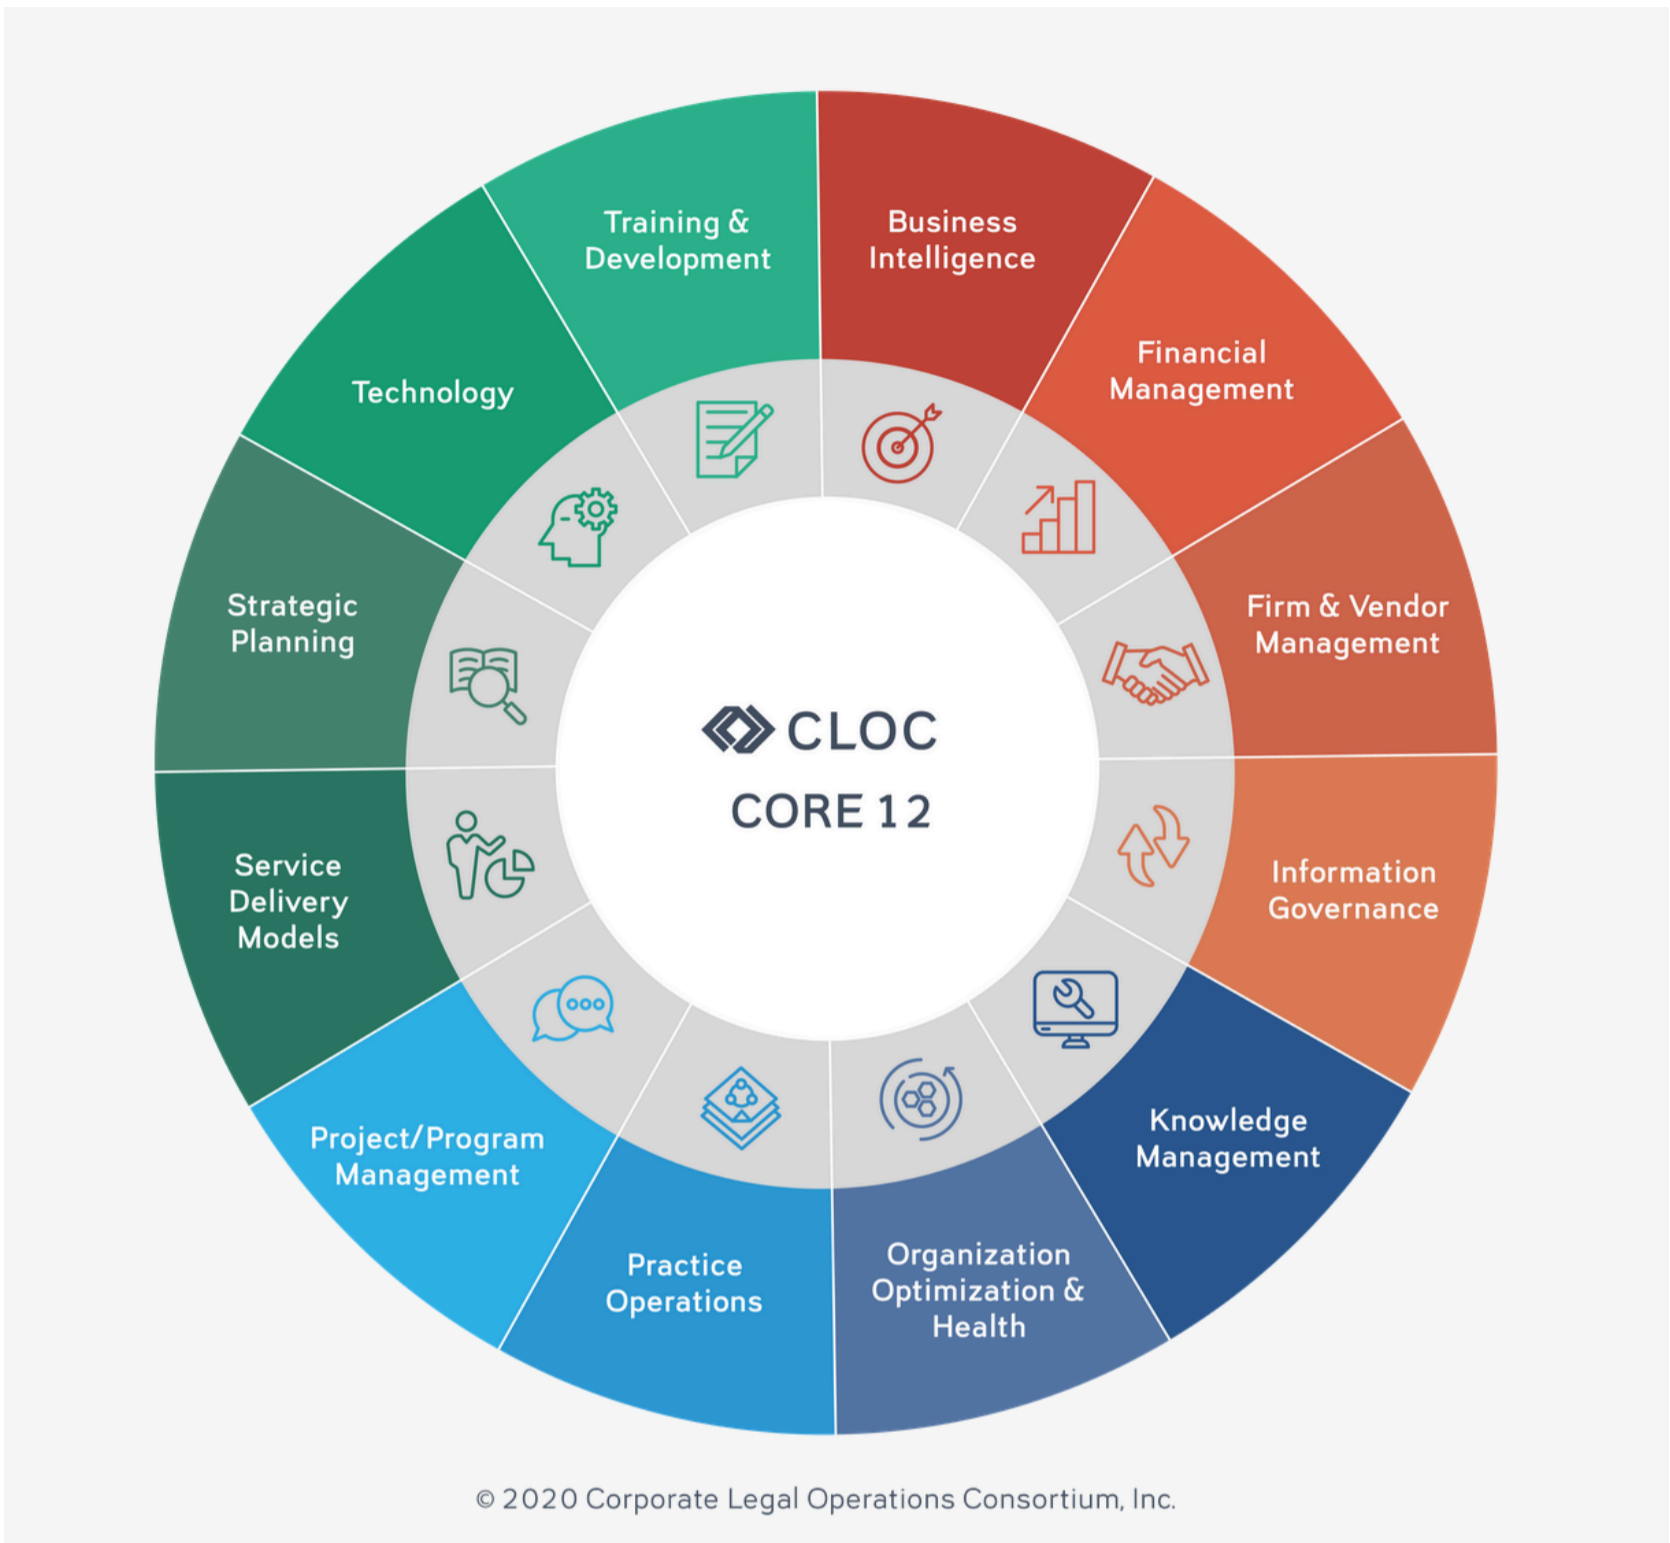 Training &
Development
Business
Intelligence
Financial
Management
Firm & Vendor
Management
Information
Governance
Knowledge
Management
Organization
Optimization &
Health
Practice
Operations
Project/Program
Management
Service
Delivery
Models
Strategic
Planning
Technology
CLOC
CORE 12
© 2020 Corporate Legal Operations Consortium, Inc.